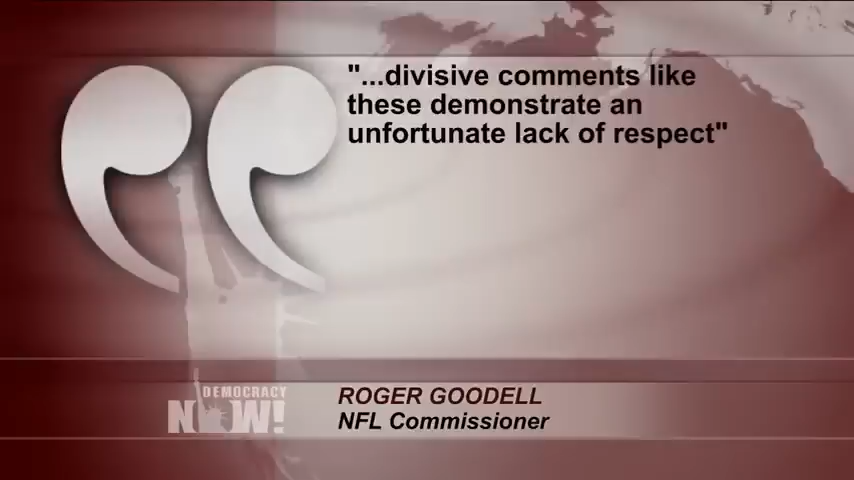 "...divisive comments like
these demonstrate an
unfortunate lack of respect"
DEMOCRACY
NOW!
ROGER GOODELL
NFL Commissioner